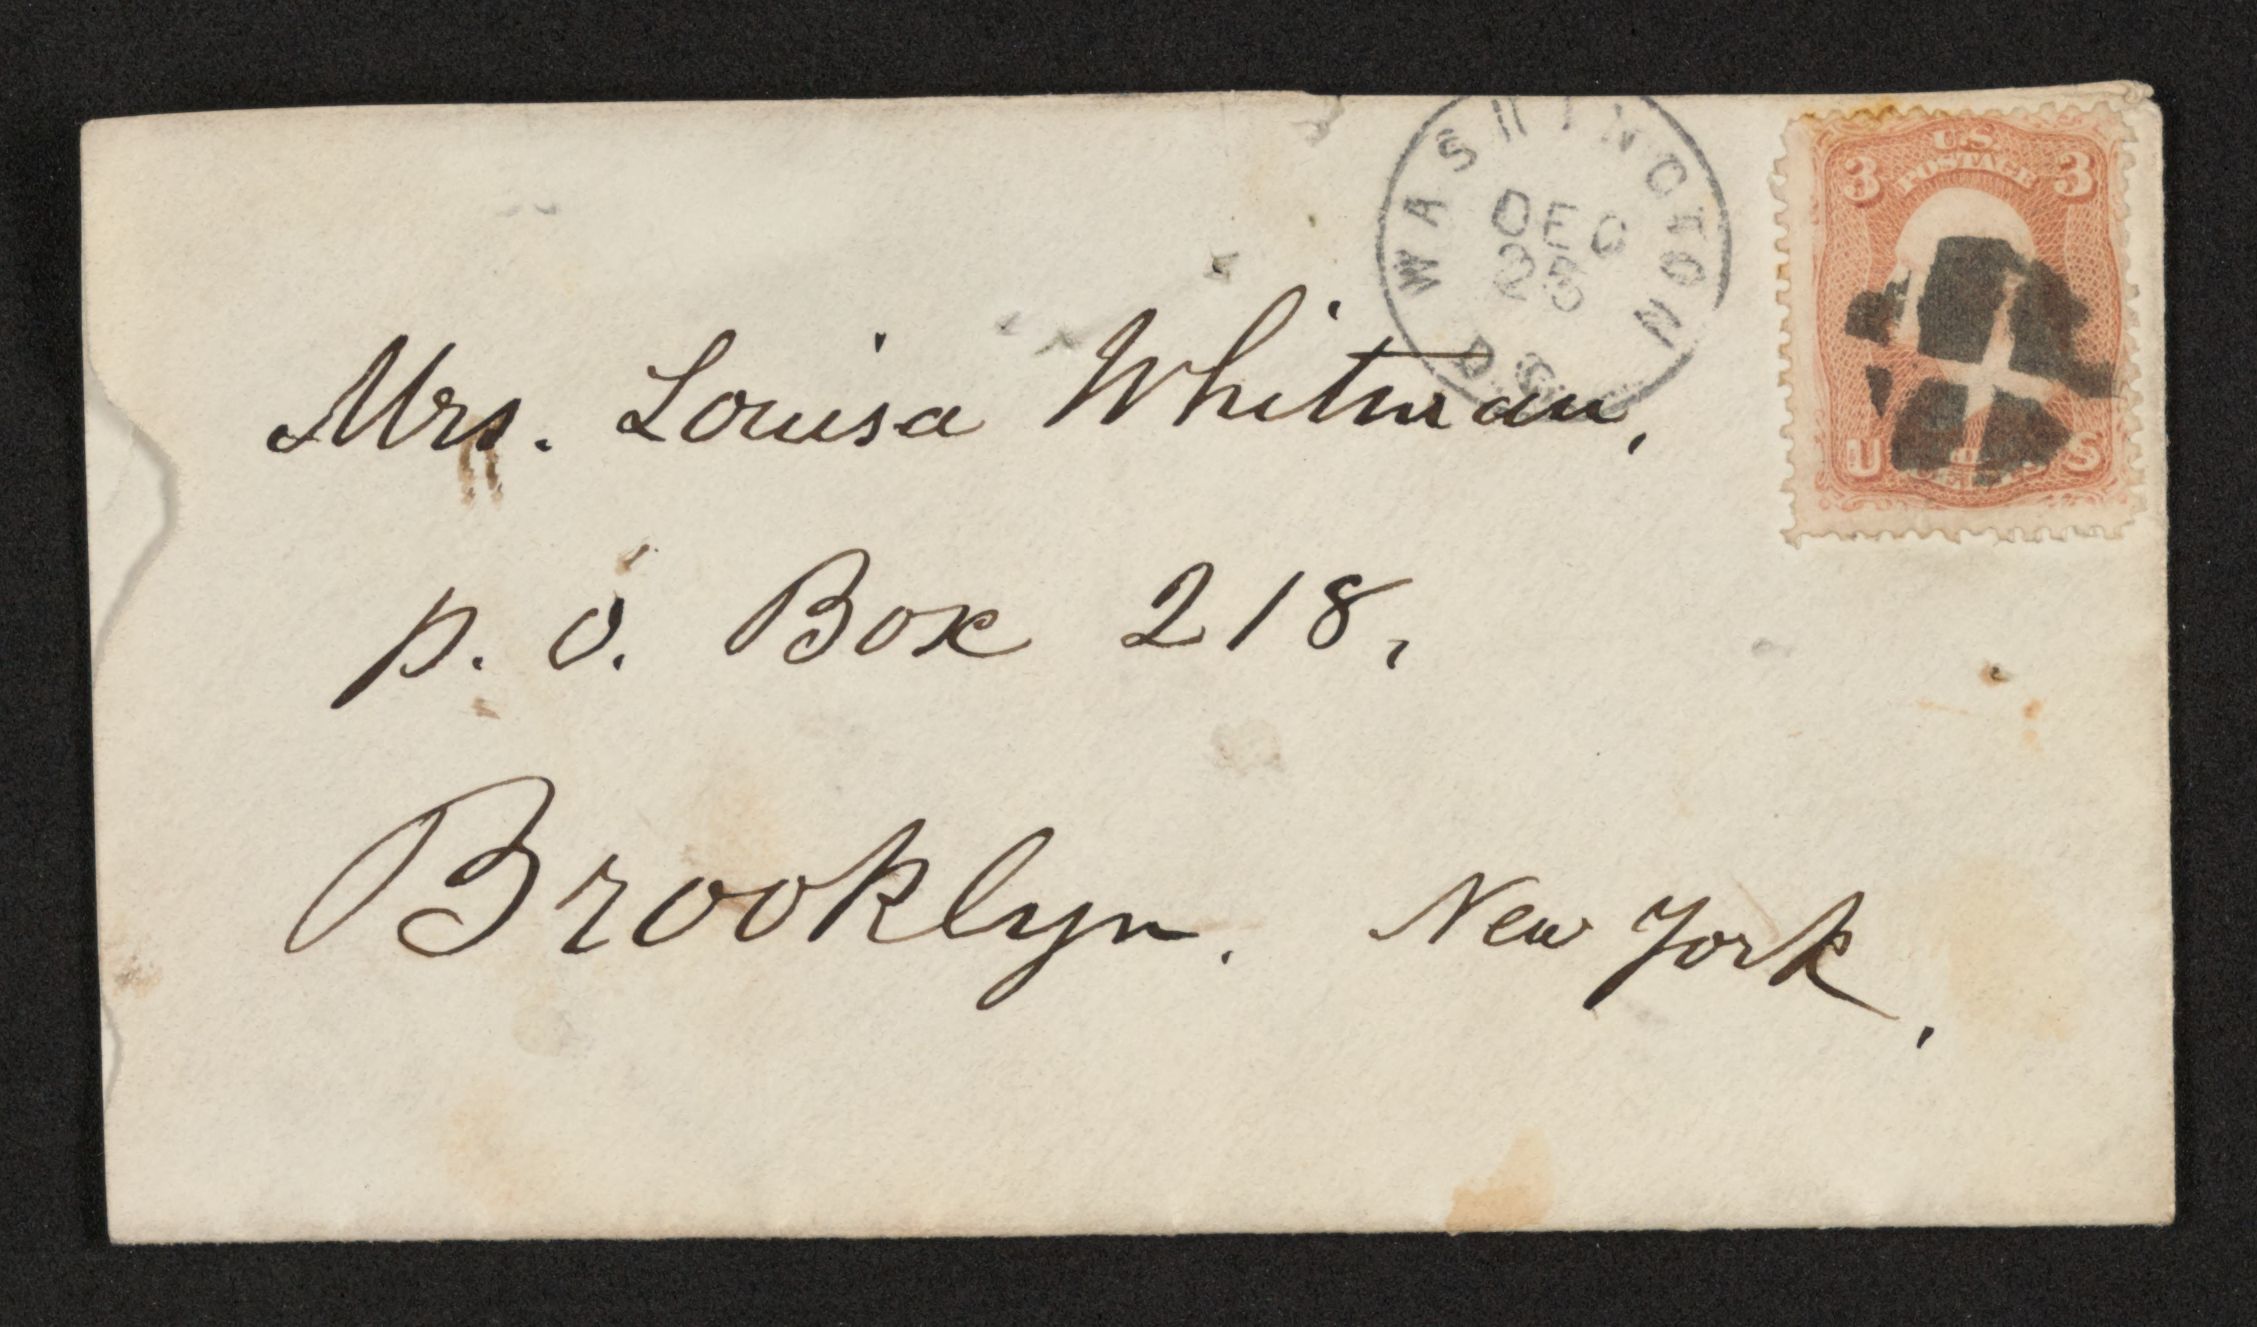 WASHINGTON
DEC
25
3 U.S. 3
POSTAGE
U S
Mrs. Louisa Whitman,
P. O. Box 218,
Brooklyn.  New York,